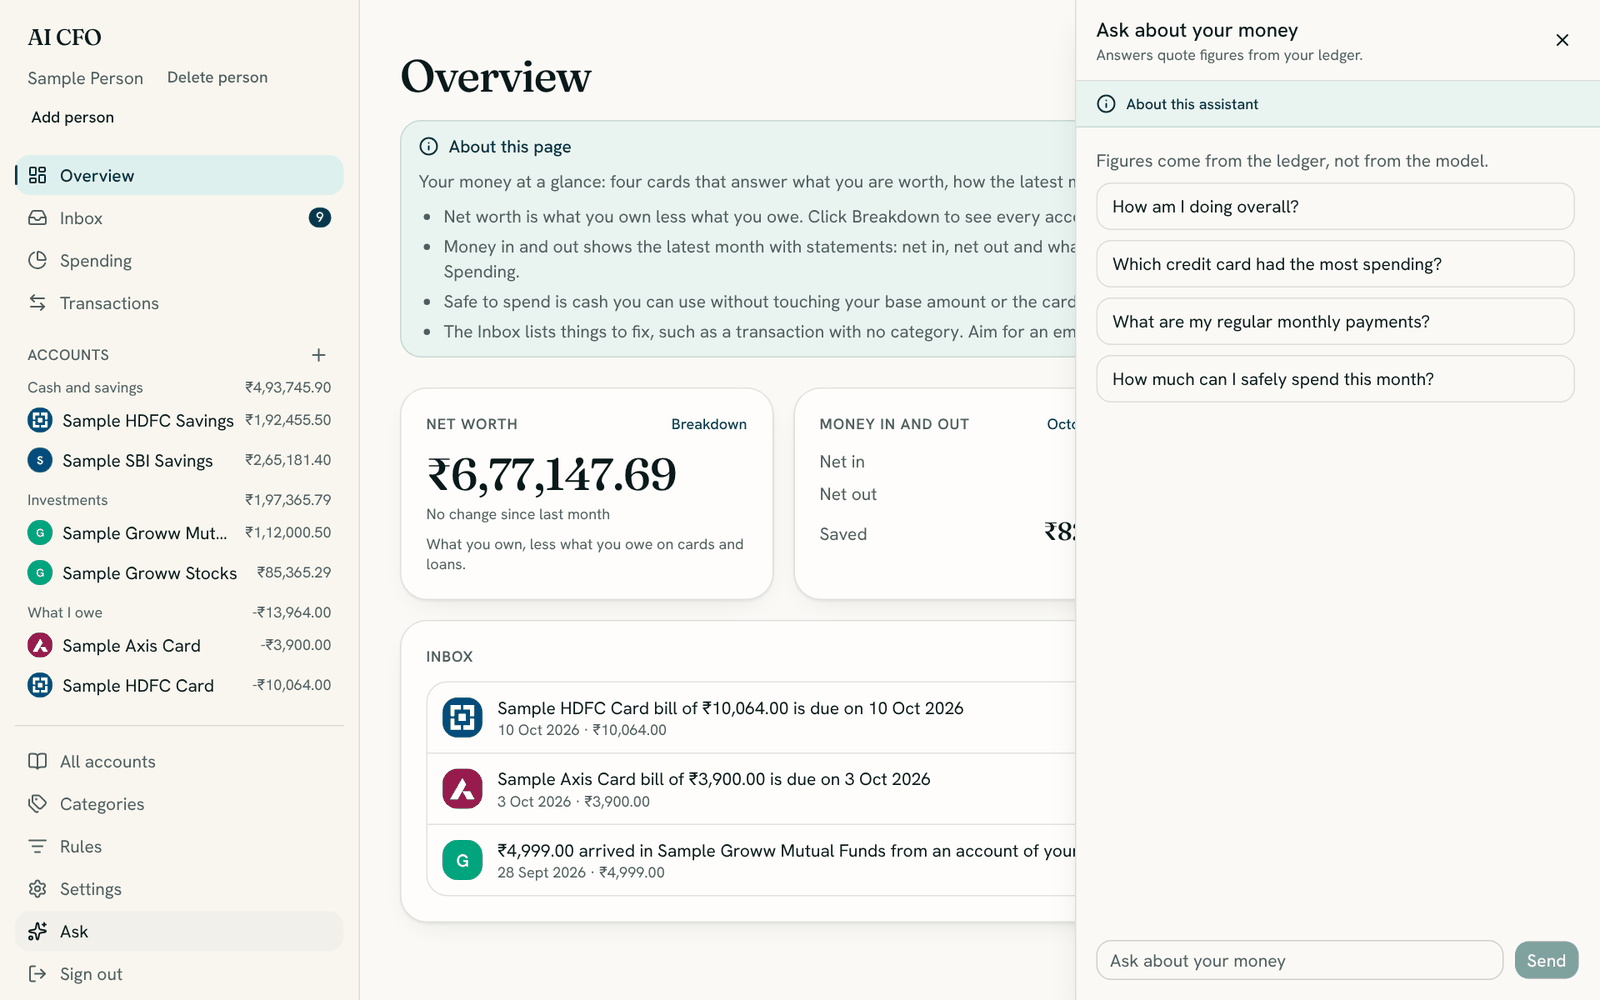 AI CFO
Sample Person Delete person
Add person
Overview
Inbox 9
Spending
Transactions
ACCOUNTS
Cash and savings ₹4,93,745.90
Sample HDFC Savings ₹1,92,455.50
S Sample SBI Savings ₹2,65,181.40
Investments ₹1,97,365.79
G Sample Groww Mut... ₹1,12,000.50
G Sample Groww Stocks ₹85,365.29
What I owe -₹13,964.00
Sample Axis Card -₹3,900.00
Sample HDFC Card -₹10,064.00
All accounts
Categories
Rules
Settings
Ask
Sign out
Overview
About this page
Your money at a glance: four cards that answer what you are worth, how the latest
Net worth is what you own less what you owe. Click Breakdown to see every
Money in and out shows the latest month with statements: net in, net out and
Spending.
Safe to spend is cash you can use without touching your base amount or the card
The Inbox lists things to fix, such as a transaction with no category. Aim for an
NET WORTH Breakdown
₹6,77,147.69
No change since last month
What you own, less what you owe on cards and
loans.
MONEY IN AND OUT
Net in
Net out
Saved
INBOX
Sample HDFC Card bill of ₹10,064.00 is due on 10 Oct 2026
10 Oct 2026 · ₹10,064.00
Sample Axis Card bill of ₹3,900.00 is due on 3 Oct 2026
3 Oct 2026 · ₹3,900.00
G ₹4,999.00 arrived in Sample Groww Mutual Funds from an account of
28 Sept 2026 · ₹4,999.00
Ask about your money
Answers quote figures from your ledger.
About this assistant
Figures come from the ledger, not from the model.
How am I doing overall?
Which credit card had the most spending?
What are my regular monthly payments?
How much can I safely spend this month?
Ask about your money Send